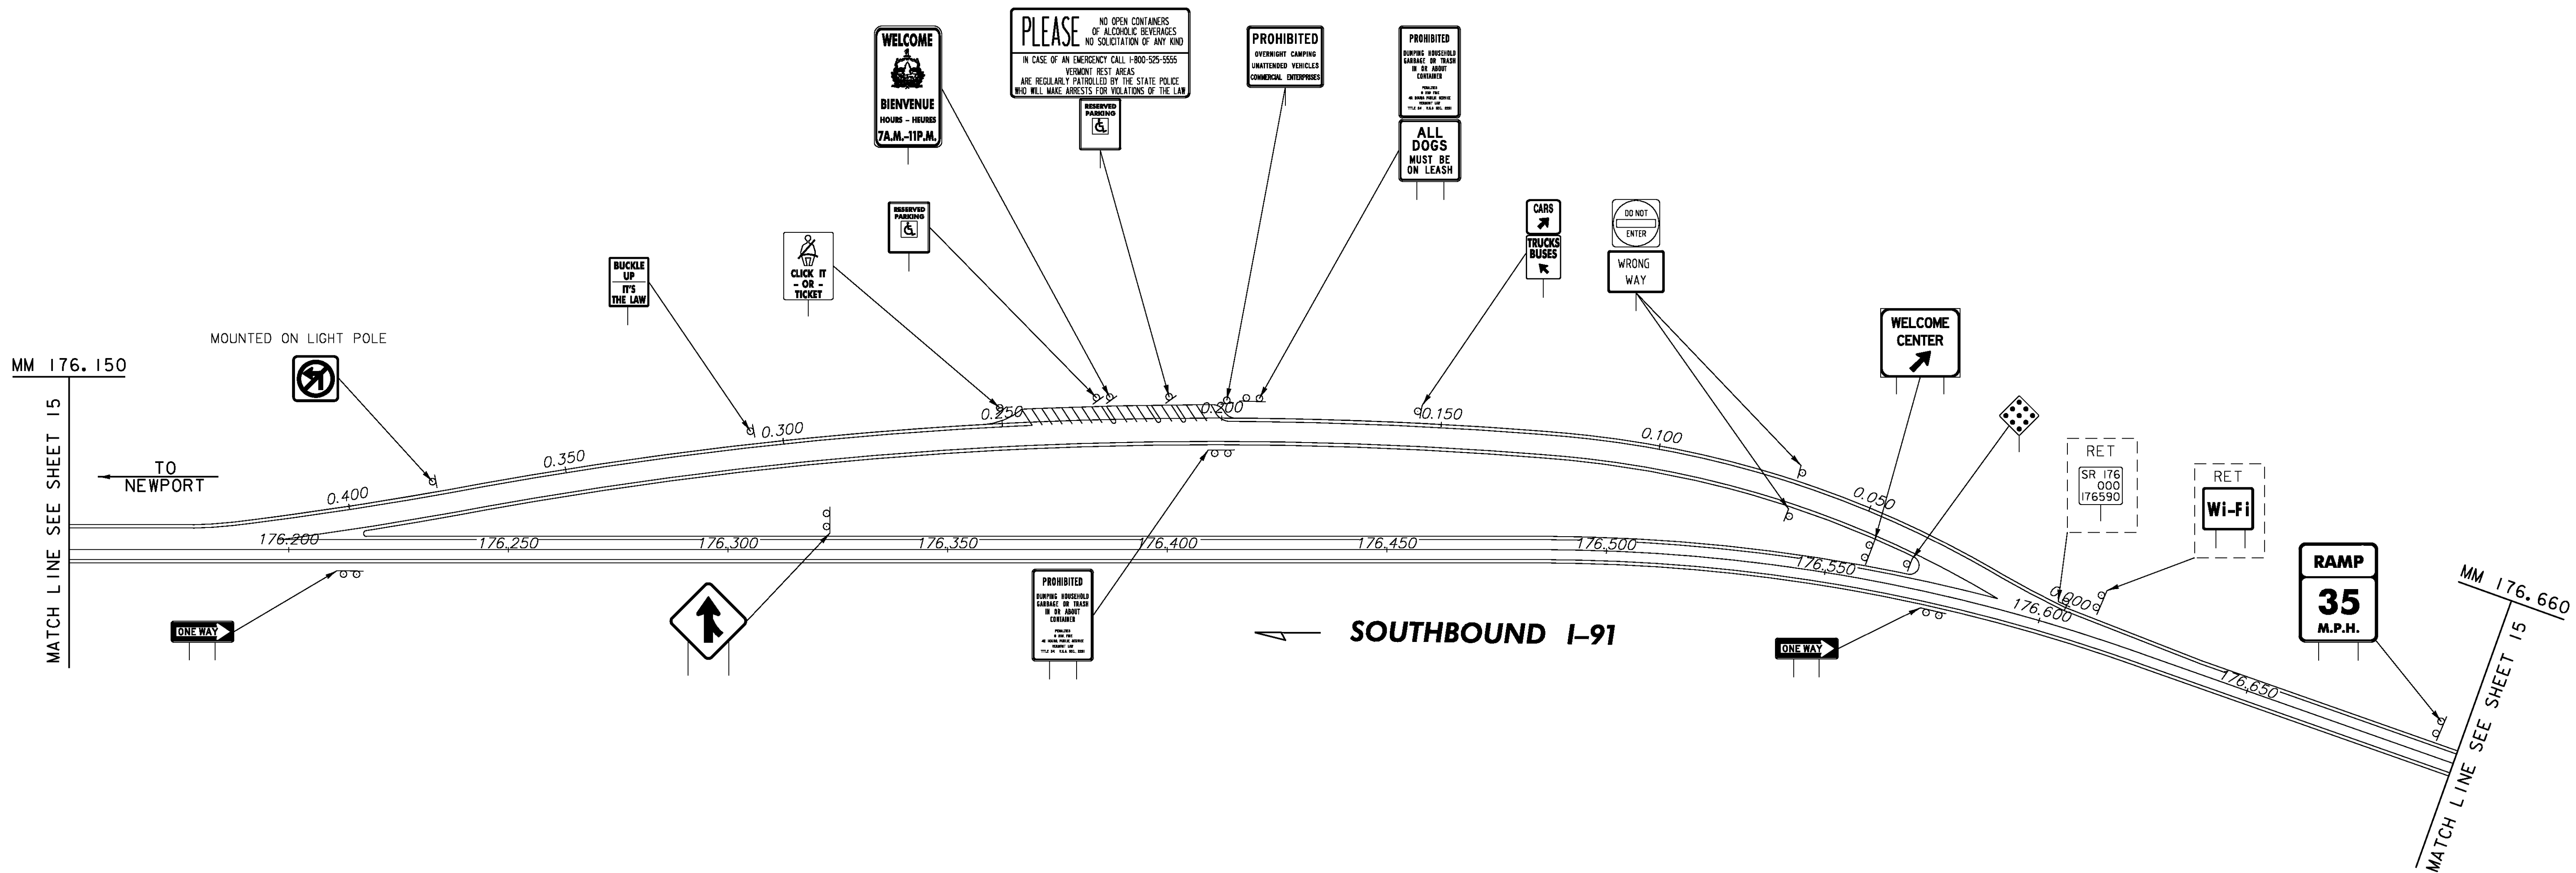 WELCOME
BIENVENUE
HOURS - HEURES
7A.M.-11P.M.
PLEASE
NO OPEN CONTAINERS
OF ALCOHOLIC BEVERAGES
NO SOLICITATION OF ANY KIND
IN CASE OF AN EMERGENCY CALL 1-800-525-5555
VERMONT REST AREAS
ARE REGULARLY PATROLLED BY THE STATE POLICE
WHO WILL MAKE ARRESTS FOR VIOLATIONS OF THE LAW
RESERVED
PARKING
PROHIBITED
OVERNIGHT CAMPING
UNATTENDED VEHICLES
COMMERCIAL ENTERPRISES
PROHIBITED
DUMPING HOUSEHOLD
GARBAGE OR TRASH
IN OR ABOUT
CONTAINER
ALL
DOGS
MUST BE
ON LEASH
RESERVED
PARKING
CLICK IT
- OR -
TICKET
BUCKLE
UP
IT'S
THE LAW
CARS
TRUCKS
BUSES
DO NOT
ENTER
WRONG
WAY
WELCOME
CENTER
MOUNTED ON LIGHT POLE
MM 176.150
MATCH LINE SEE SHEET 15
TO
NEWPORT
0.400
0.350
0.300
0.250
0.200
0.150
0.100
0.050
0.000
RET
SR 176
000
176590
RET
Wi-Fi
176.200
176.250
176.300
176.350
176.400
176.450
176.500
176.550
176.600
176.650
ONE WAY
PROHIBITED
DUMPING HOUSEHOLD
GARBAGE OR TRASH
IN OR ABOUT
CONTAINER
SOUTHBOUND I-91
ONE WAY
RAMP
35
M.P.H.
MM 176.660
MATCH LINE SEE SHEET 15